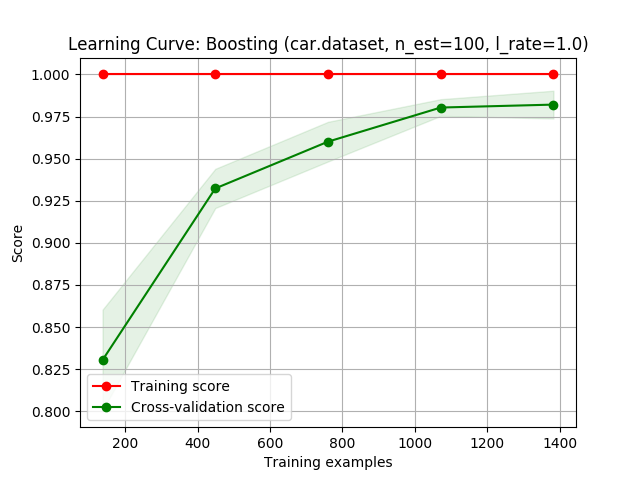 Learning Curve: Boosting (car.dataset, n_est=100, l_rate=1.0)
1.000
0.975
0.950
0.925
0.900
0.875
0.850
0.825
0.800
Score
Training score
Cross-validation score
200 400 600 800 1000 1200 1400
Training examples